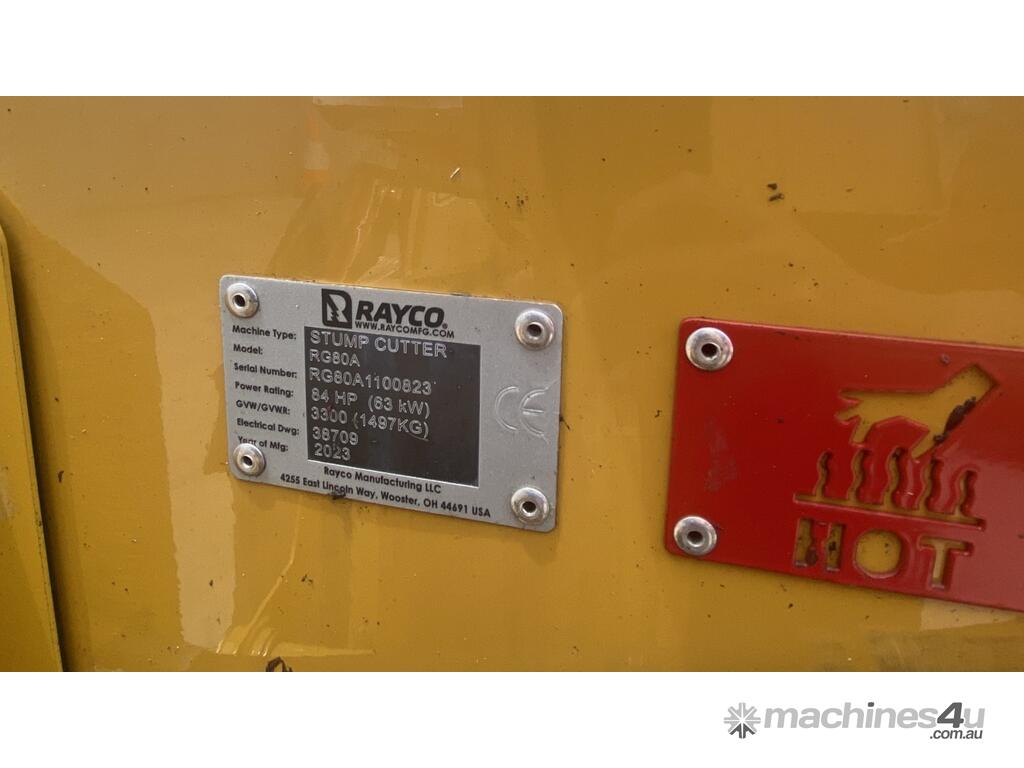 RAYCO®
WWW.RAYCOMFG.COM
Machine Type: STUMP CUTTER
Model: RG80A
Serial Number: RG80A1100823
Power Rating: 84 HP (63 kW)
GVW/GVWR: 3300 (1497KG)
Electrical Dwg: 38709
Year of Mfg: 2023
CE
Rayco Manufacturing LLC
4255 East Lincoln Way, Wooster, OH 44691 USA
HOT
machines4u
.com.au